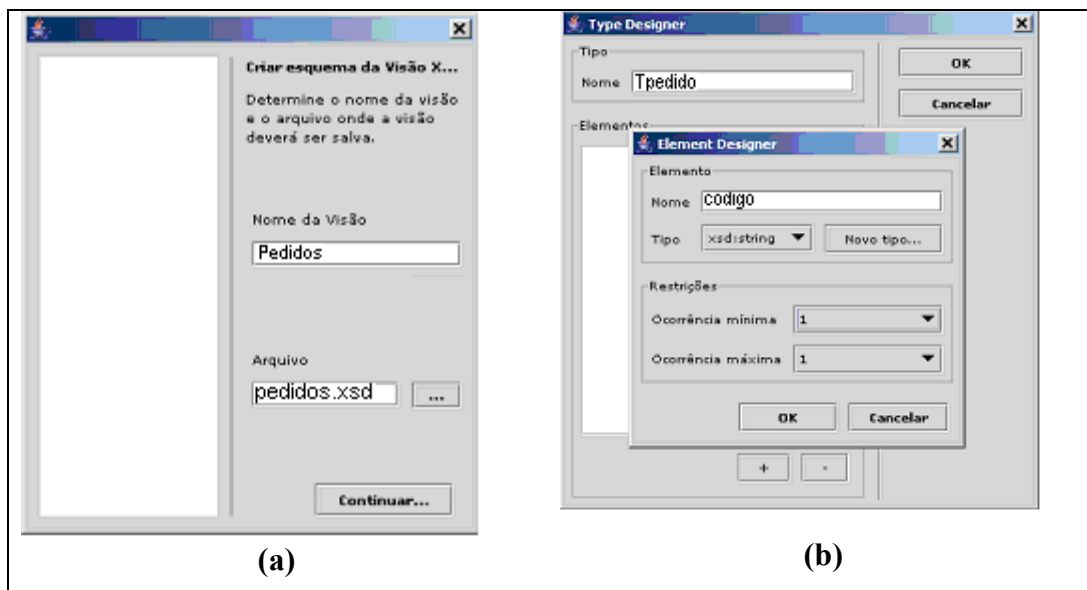 Criar esquema da Visão X...
Determine o nome da visão
e o arquivo onde a visão
deverá ser salva.
Nome da Visão
Pedidos
Arquivo
pedidos.xsd ...
Continuar...
(a)
Type Designer
Tipo
Nome Tpedido
OK
Cancelar
Elementos
Element Designer
Elemento
Nome codigo
Tipo xsd:string Novo tipo...
Restrições
Ocorrência mínima 1
Ocorrência máxima 1
OK Cancelar
+ -
(b)